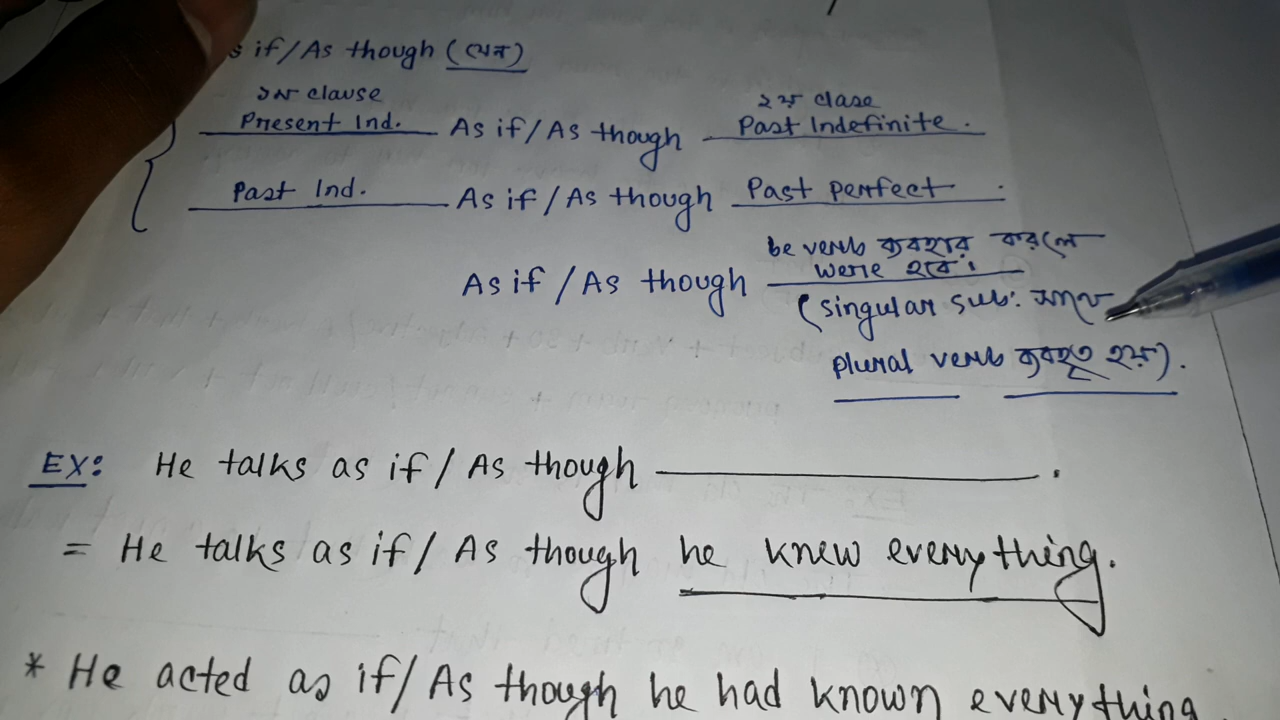 s if/As though (যেন)
১ম clause ২য় clase
Present Ind. As if/As though Past Indefinite.
Past Ind. As if/As though Past perfect.
be verb ব্যবহার করলে
As if/As though were হবে।
(singular sub:
plural verb ব্যবহৃত হয়).
EX: He talks as if/As though .
= He talks as if/As though he knew everything.
* He acted as if/As though he had known everything.